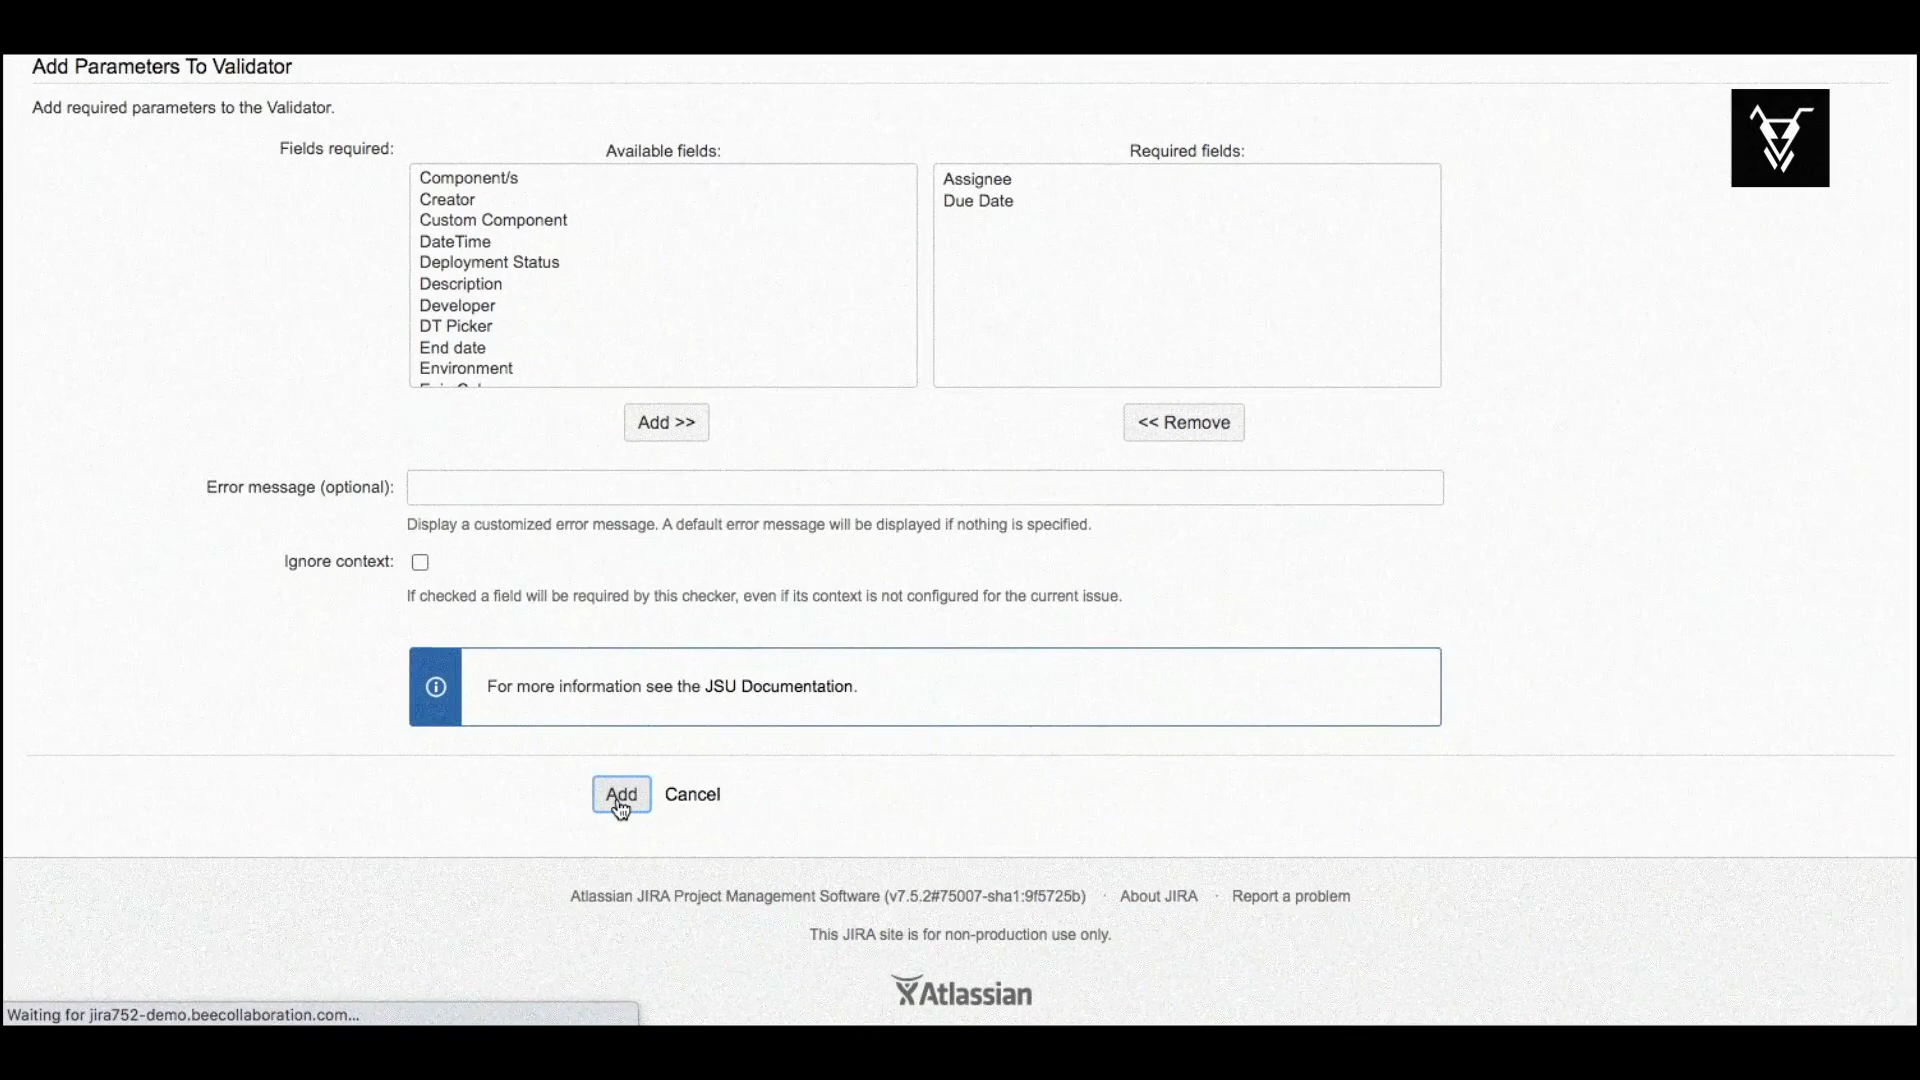 Add Parameters To Validator
Add required parameters to the Validator.
Fields required:
Available fields:
Component/s
Creator
Custom Component
DateTime
Deployment Status
Description
Developer
DT Picker
End date
Environment
Required fields:
Assignee
Due Date
Add >>
<< Remove
Error message (optional):
Display a customized error message. A default error message will be displayed if nothing is specified.
Ignore context:
If checked a field will be required by this checker, even if its context is not configured for the current issue.
For more information see the JSU Documentation.
Add Cancel
Atlassian JIRA Project Management Software (v7.5.2#75007-sha1:9f5725b) · About JIRA · Report a problem
This JIRA site is for non-production use only.
Atlassian
Waiting for jira752-demo.beecollaboration.com...